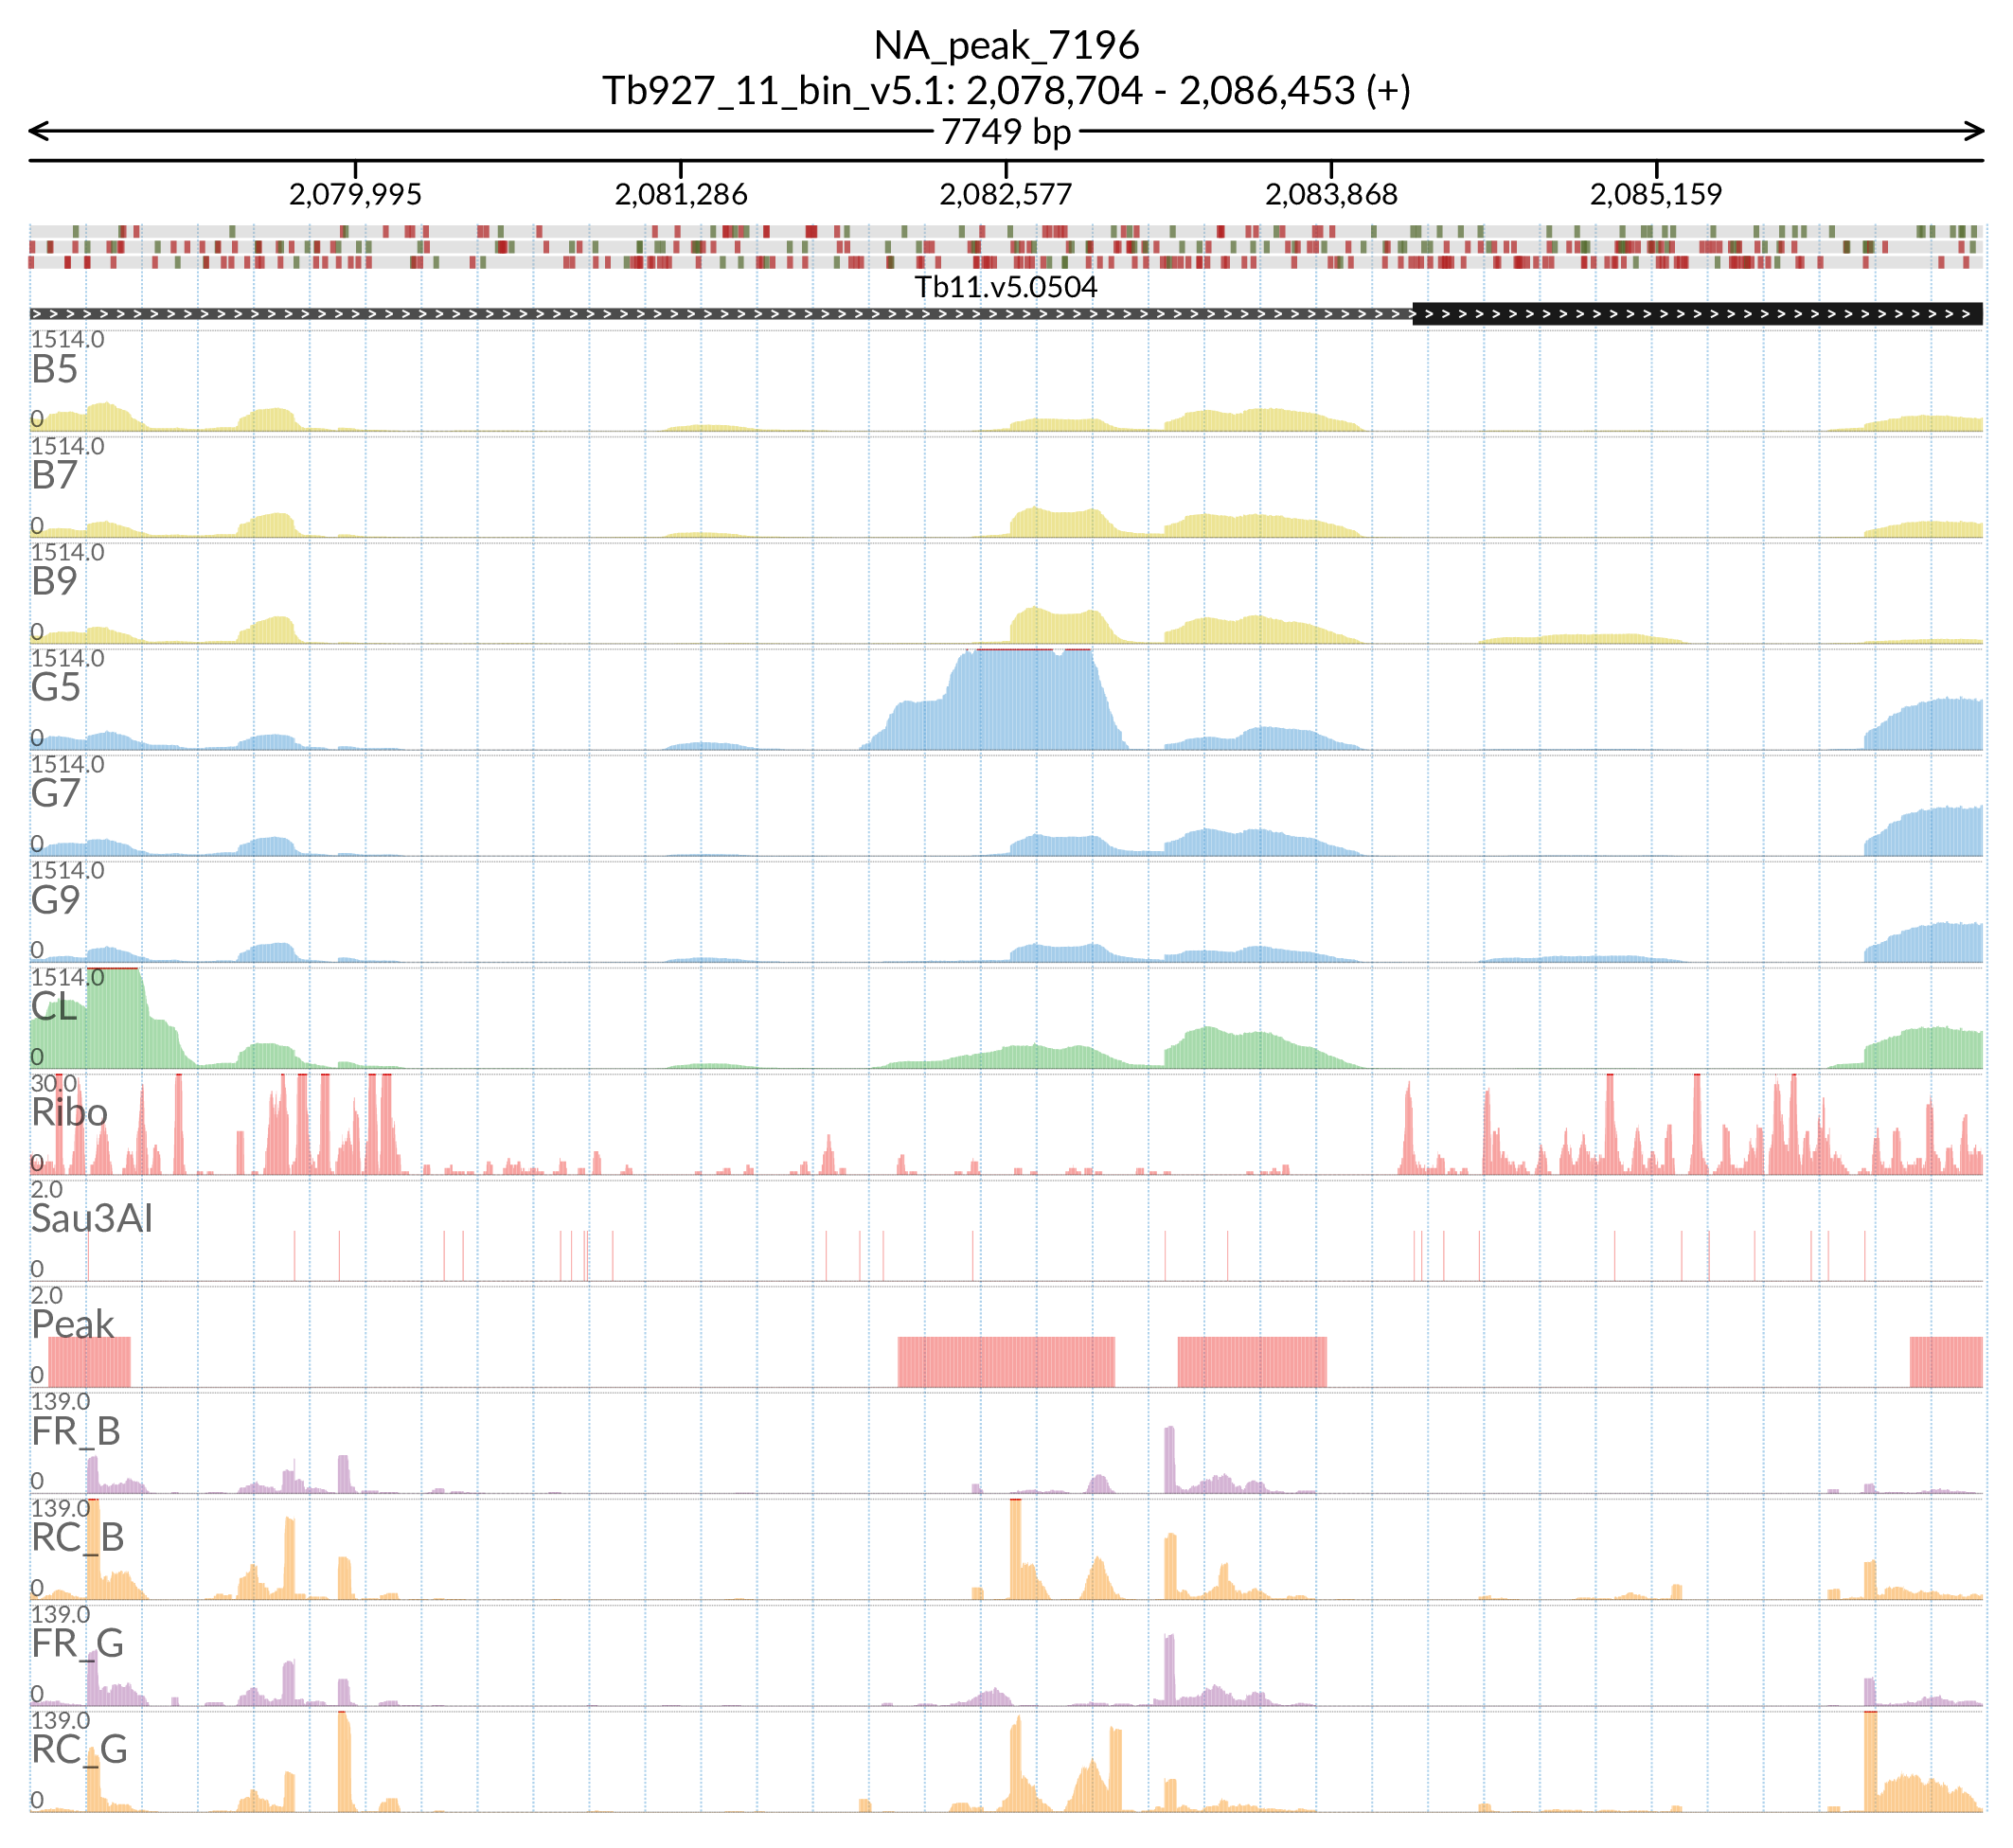 NA_peak_7196
Tb927_11_bin_v5.1: 2,078,704 - 2,086,453 (+)
7749 bp
2,079,995 2,081,286 2,082,577 2,083,868 2,085,159
Tb11.v5.0504
1514.0
B5
0
1514.0
B7
0
1514.0
B9
0
1514.0
G5
0
1514.0
G7
0
1514.0
G9
0
1514.0
CL
0
30.0
Ribo
0
2.0
Sau3AI
0
2.0
Peak
0
139.0
FR_B
0
139.0
RC_B
0
139.0
FR_G
0
139.0
RC_G
0